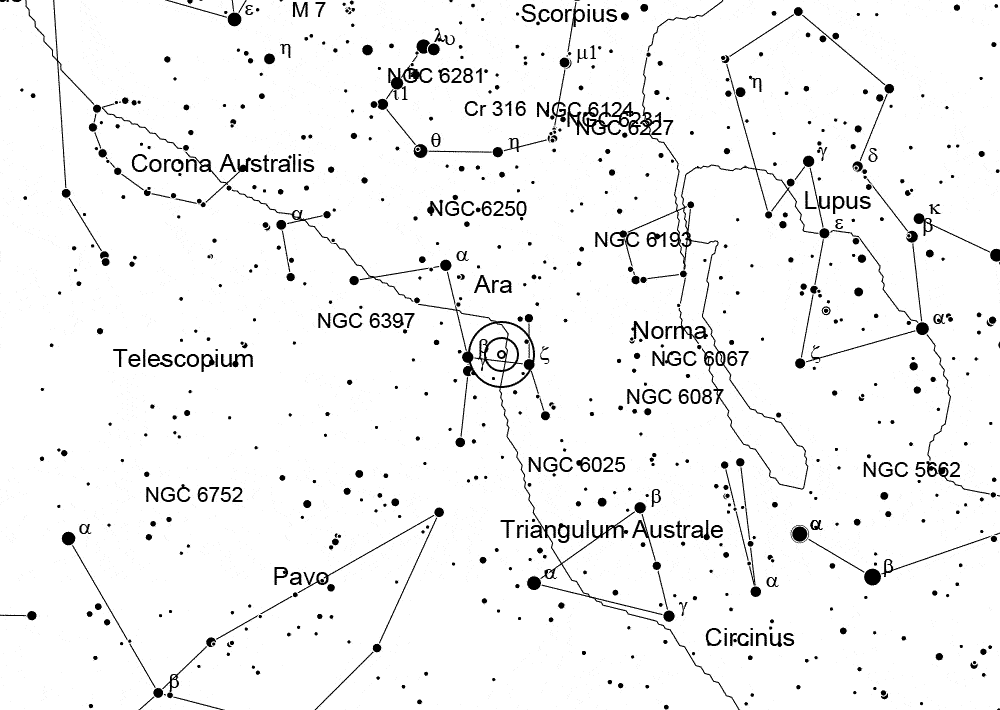 ε
M 7
Scorpius
η
λυ
μ1
NGC 6281
η
ι1
Cr 316
NGC 6124
NGC 6231
NGC 6227
θ
η
γ
δ
Corona Australis
Lupus
κ
NGC 6250
α
β
ε
NGC 6193
α
Ara
NGC 6397
Norma
α
β
ζ
ζ
Telescopium
NGC 6067
NGC 6087
NGC 6025
NGC 5662
NGC 6752
β
α
α
Triangulum Australe
β
α
Pavo
α
γ
Circinus
β